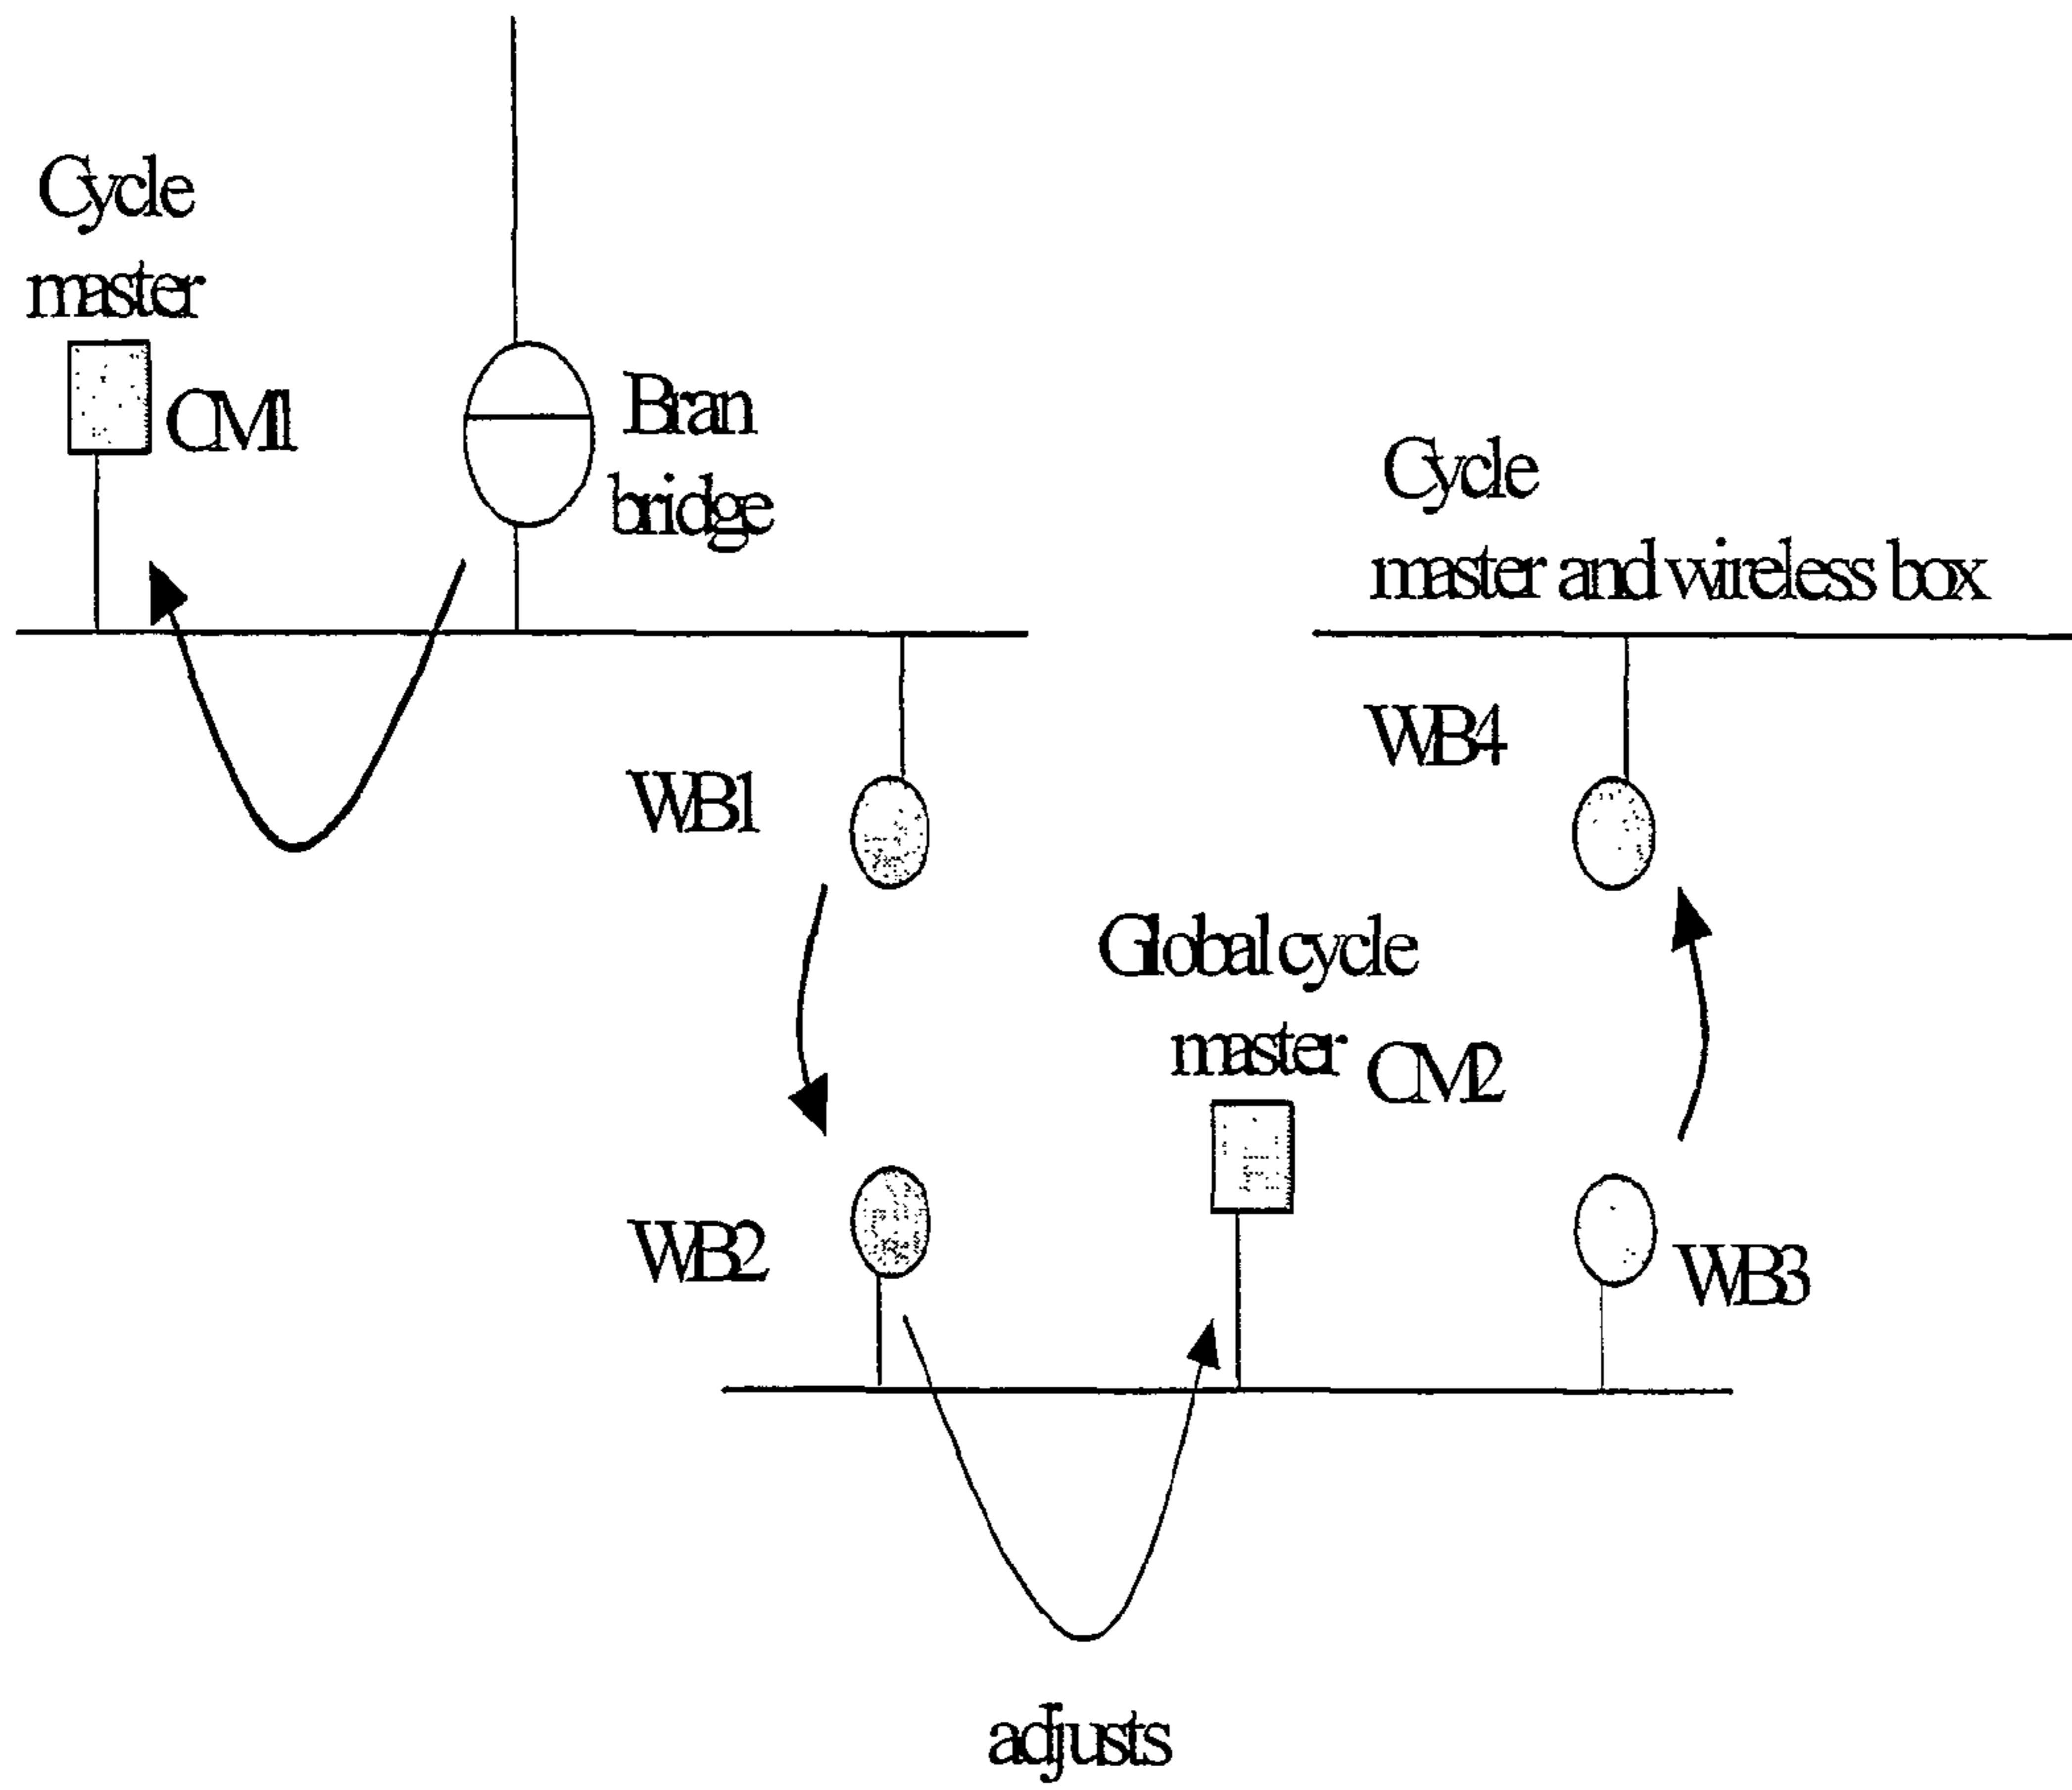 Cycle
master
CM1
Bran
bridge
Cycle
master and wireless box
WB1
WB4
Global cycle
master
CM2
WB2
WB3
adjusts